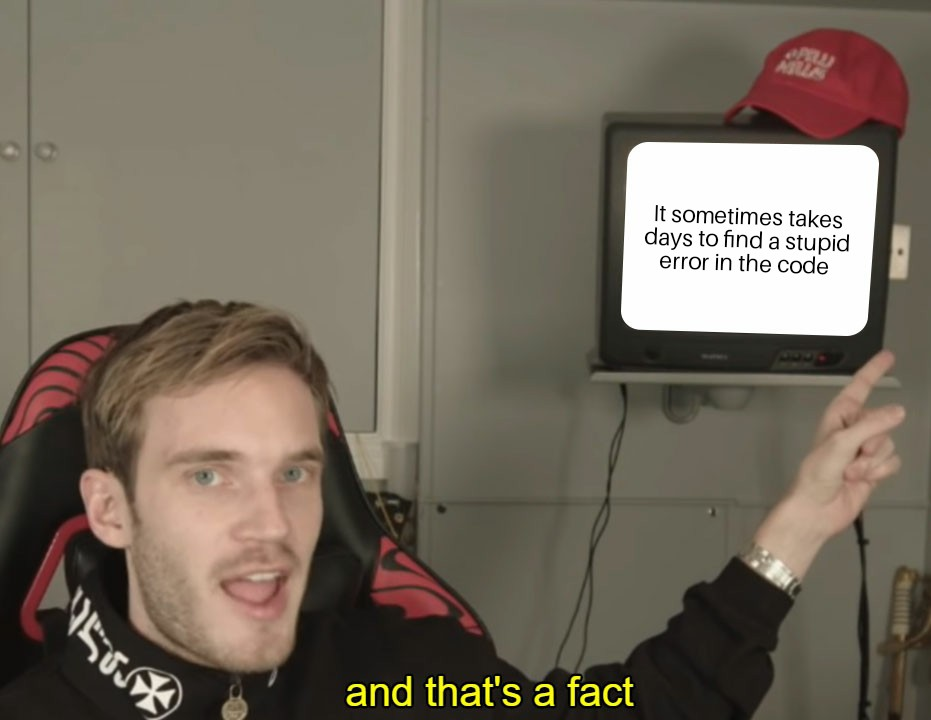 It sometimes takes
days to find a stupid
error in the code
and that's a fact